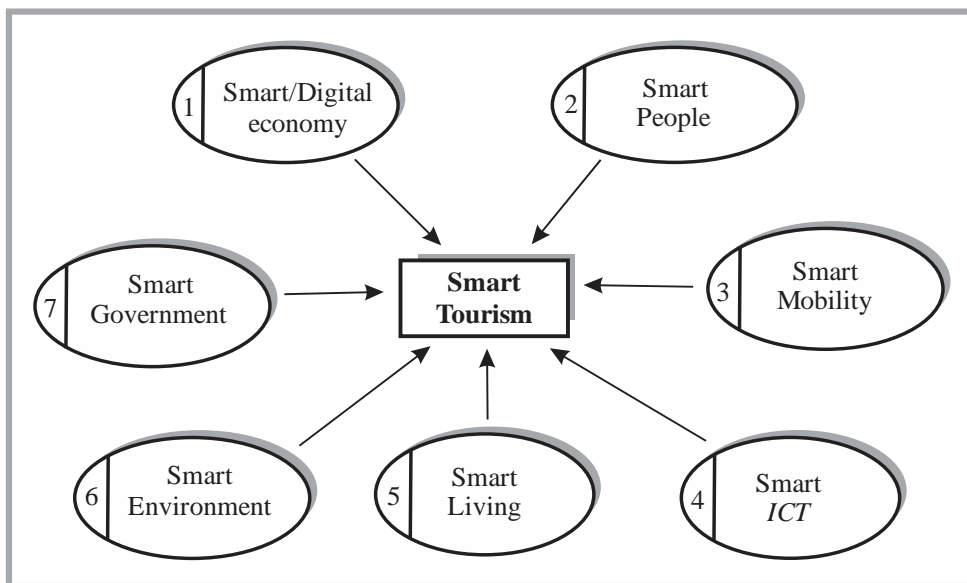 1
Smart/Digital
economy
2
Smart
People
3
Smart
Mobility
4
Smart
ICT
5
Smart
Living
6
Smart
Environment
7
Smart
Government
Smart
Tourism